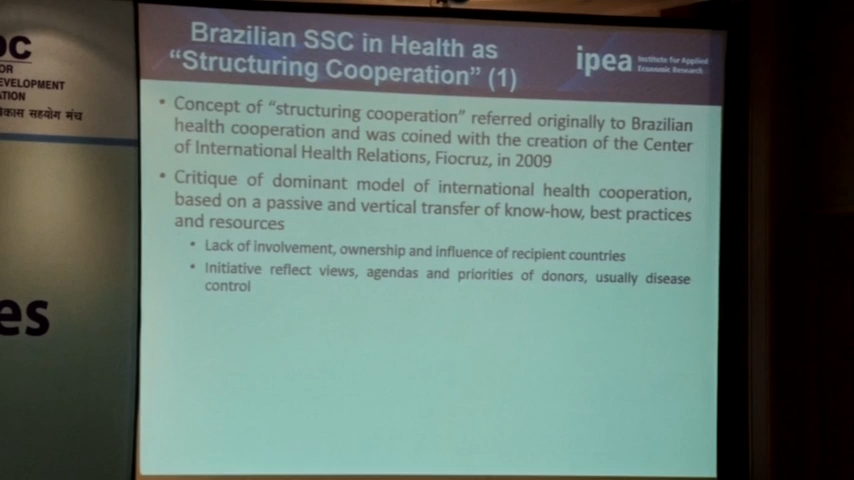 OC
OR
EVELOPMENT
ATION
विकास सहयोग मंच
es
Brazilian SSC in Health as
“Structuring Cooperation” (1)
ipea Institute for Applied
Economic Research
• Concept of “structuring cooperation” referred originally to Brazilian
health cooperation and was coined with the creation of the Center
of International Health Relations, Fiocruz, in 2009
• Critique of dominant model of international health cooperation,
based on a passive and vertical transfer of know-how, best practices
and resources
• Lack of involvement, ownership and influence of recipient countries
• Initiative reflect views, agendas and priorities of donors, usually disease
control